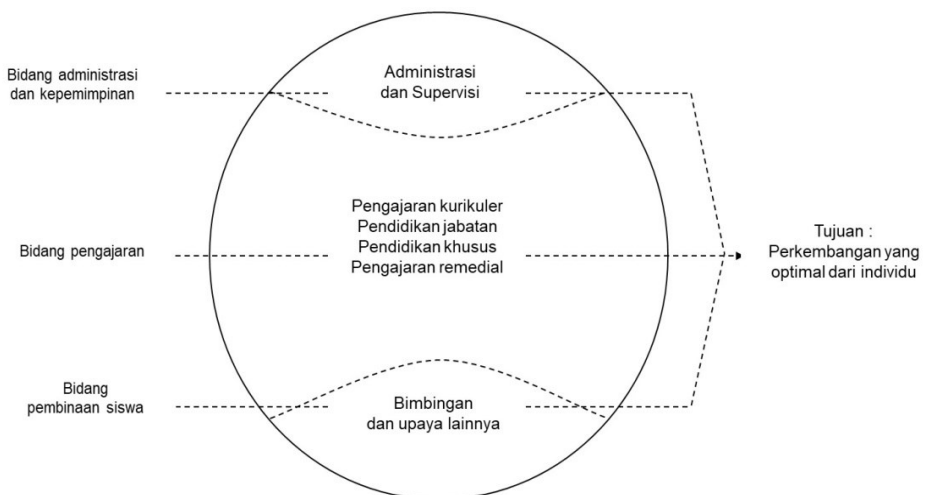 Bidang administrasi
dan kepemimpinan
Administrasi
dan Supervisi
Bidang pengajaran
Pengajaran kurikuler
Pendidikan jabatan
Pendidikan khusus
Pengajaran remedial
Tujuan :
Perkembangan yang
optimal dari individu
Bidang
pembinaan siswa
Bimbingan
dan upaya lainnya